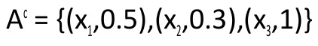 Aᶜ = {(x₁,0.5),(x₂,0.3),(x₃,1)}